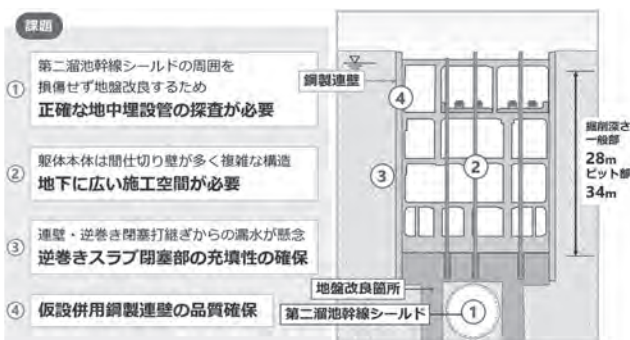 課題
① 第二溜池幹線シールドの周囲を
損傷せず地盤改良するため
正確な地中埋設管の探査が必要
② 躯体本体は間仕切り壁が多く複雑な構造
地下に広い施工空間が必要
③ 連壁・逆巻き閉塞打継ぎからの漏水が懸念
逆巻きスラブ閉塞部の充填性の確保
④ 仮設併用鋼製連壁の品質確保
鋼製連壁
④
③
②
掘削深さ
一般部
28m
ピット部
34m
地盤改良箇所
第二溜池幹線シールド
①